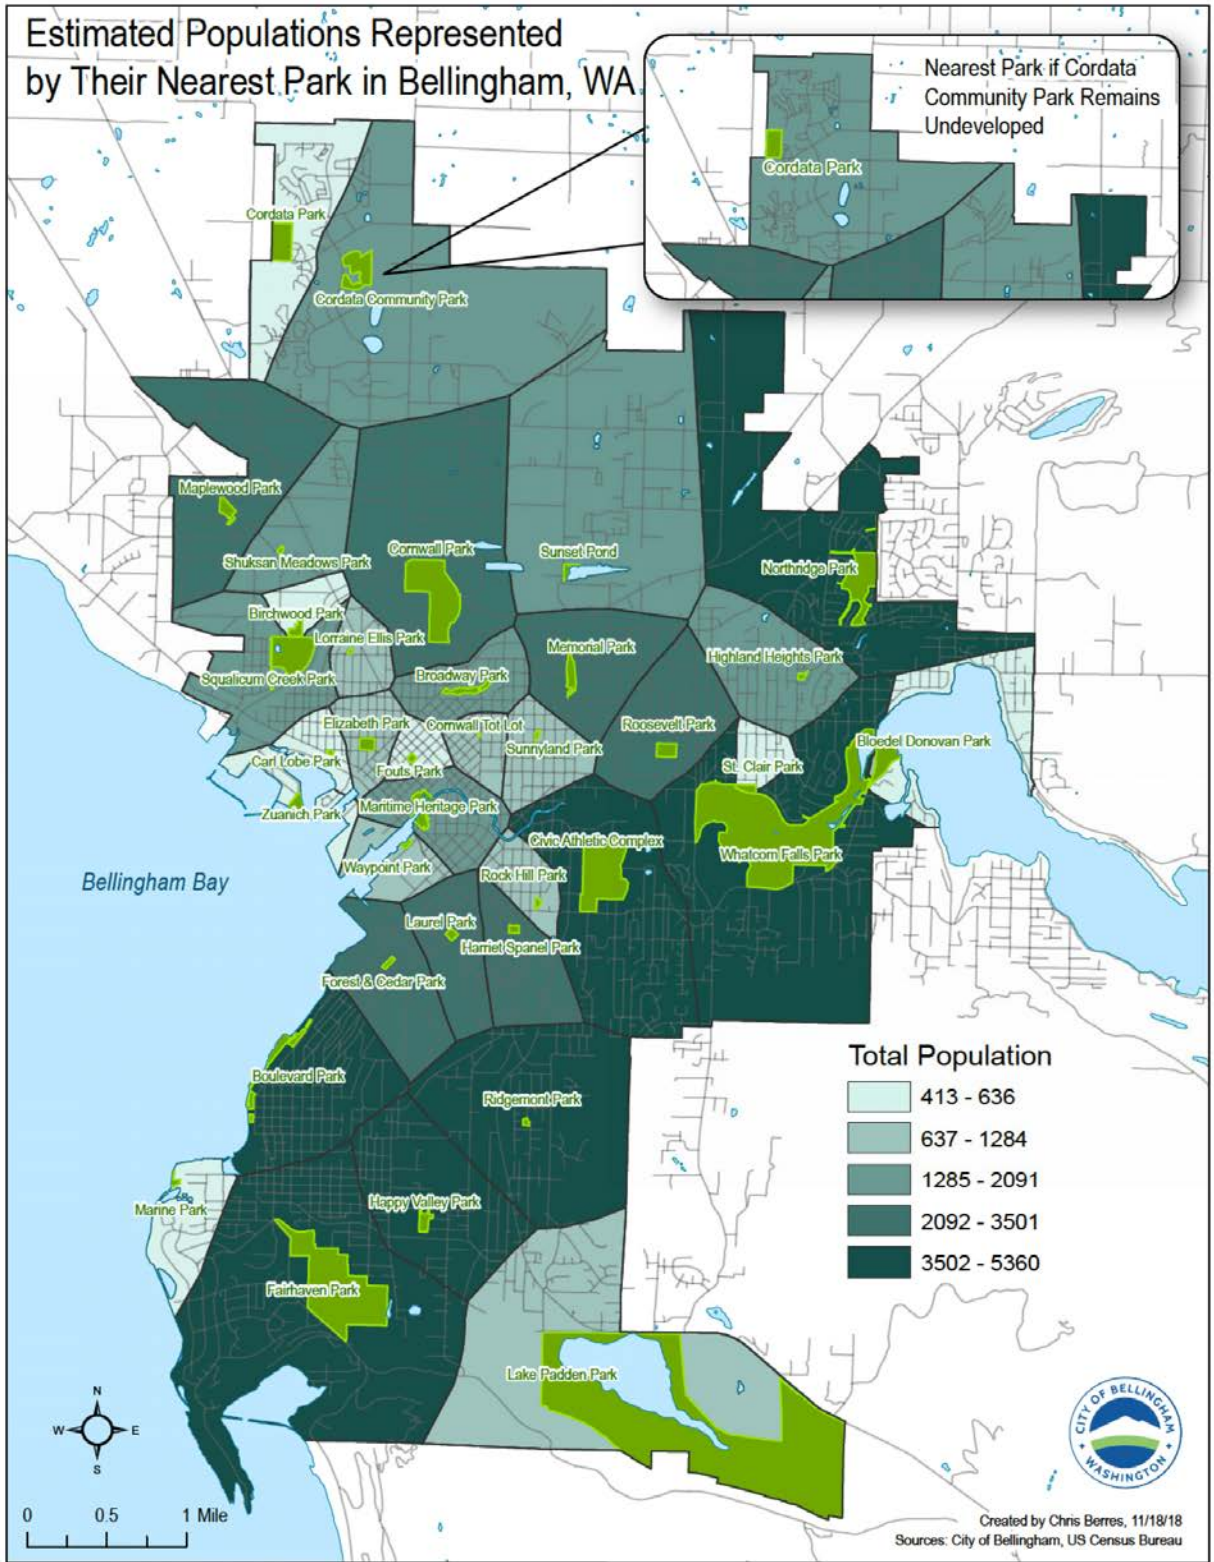 Estimated Populations Represented
by Their Nearest Park in Bellingham, WA
Nearest Park if Cordata
Community Park Remains
Undeveloped
Cordata Park
Cordata Park
Cordata Community Park
Maplewood Park
Shuksan Meadows Park
Cornwall Park
Sunset Pond
Northridge Park
Birchwood Park
Lorraine Ellis Park
Squalicum Creek Park
Broadway Park
Memorial Park
Highland Heights Park
Elizabeth Park
Cornwall Tot Lot
Sunnyland Park
Roosevelt Park
Bloedel Donovan Park
Carl Lobe Park
Fouts Park
St. Clair Park
Zuanich Park
Maritime Heritage Park
Civic Athletic Complex
Whatcom Falls Park
Waypoint Park
Rock Hill Park
Bellingham Bay
Laurel Park
Harriet Spanel Park
Forest & Cedar Park
Boulevard Park
Ridgemont Park
Marine Park
Happy Valley Park
Fairhaven Park
Lake Padden Park
Total Population
413 - 636
637 - 1284
1285 - 2091
2092 - 3501
3502 - 5360
N
W E
S
0 0.5 1 Mile
CITY OF BELLINGHAM
WASHINGTON
Created by Chris Berres, 11/18/18
Sources: City of Bellingham, US Census Bureau